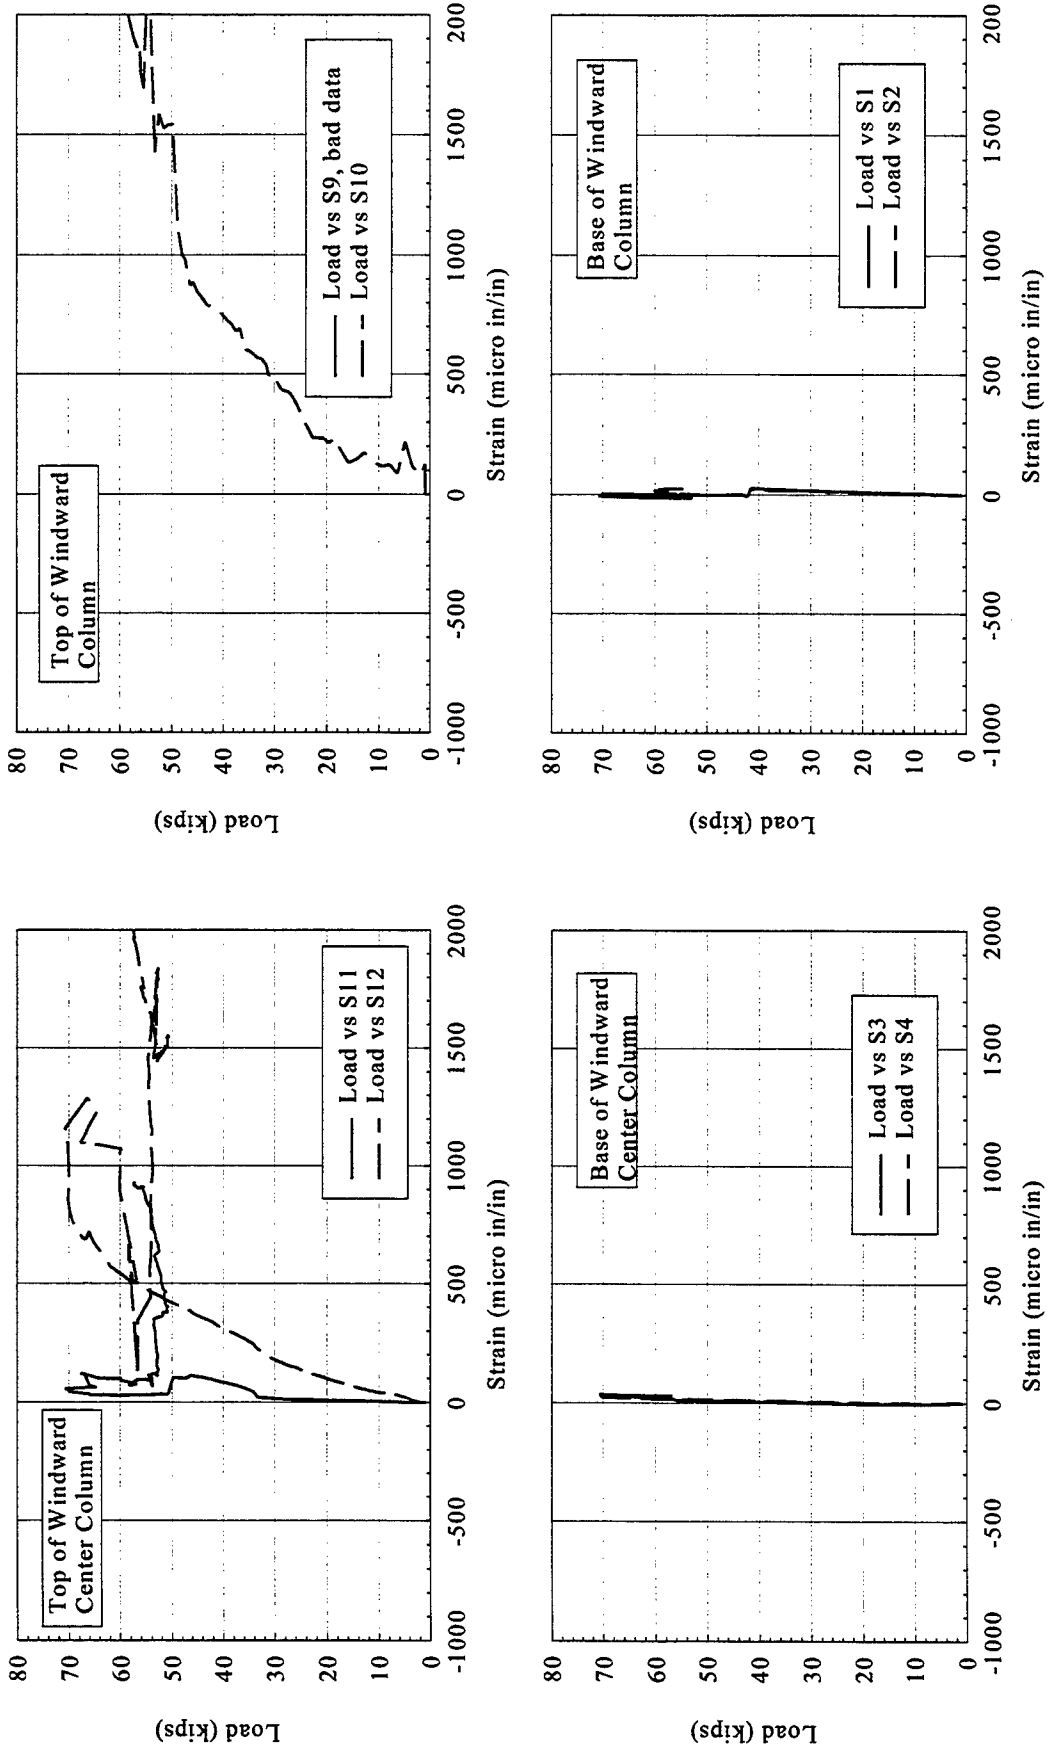 80
70
60
50
40
30
20
10
0
Load (kips)
Top of Windward
Center Column
Load vs S11
Load vs S12
-1000
-500
0
500
1000
1500
2000
Strain (micro in/in)
80
70
60
50
40
30
20
10
0
Load (kips)
Top of Windward
Column
Load vs S9, bad data
Load vs S10
-1000
-500
0
500
1000
1500
200
Strain (micro in/in)
80
70
60
50
40
30
20
10
0
Load (kips)
Base of Windward
Center Column
Load vs S3
Load vs S4
-1000
-500
0
500
1000
1500
2000
Strain (micro in/in)
80
70
60
50
40
30
20
10
0
Load (kips)
Base of Windward
Column
Load vs S1
Load vs S2
-1000
-500
0
500
1000
1500
200
Strain (micro in/in)